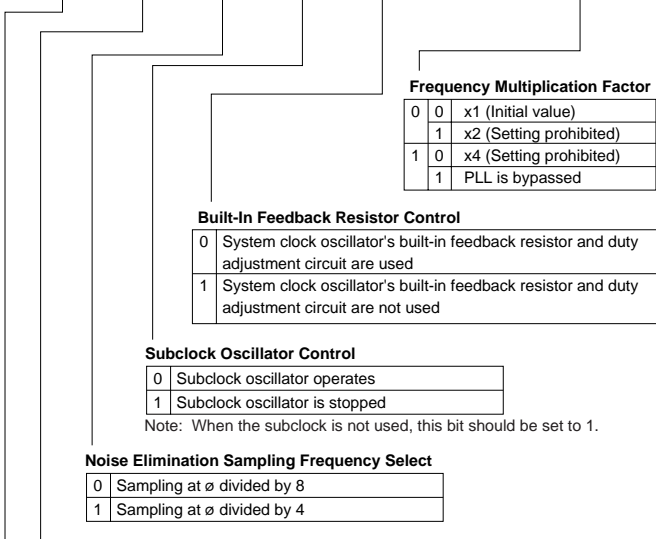 Frequency Multiplication Factor
0 0 x1 (Initial value)
1 x2 (Setting prohibited)
1 0 x4 (Setting prohibited)
1 PLL is bypassed
Built-In Feedback Resistor Control
0 System clock oscillator's built-in feedback resistor and duty
adjustment circuit are used
1 System clock oscillator's built-in feedback resistor and duty
adjustment circuit are not used
Subclock Oscillator Control
0 Subclock oscillator operates
1 Subclock oscillator is stopped
Note: When the subclock is not used, this bit should be set to 1.
Noise Elimination Sampling Frequency Select
0 Sampling at ø divided by 8
1 Sampling at ø divided by 4